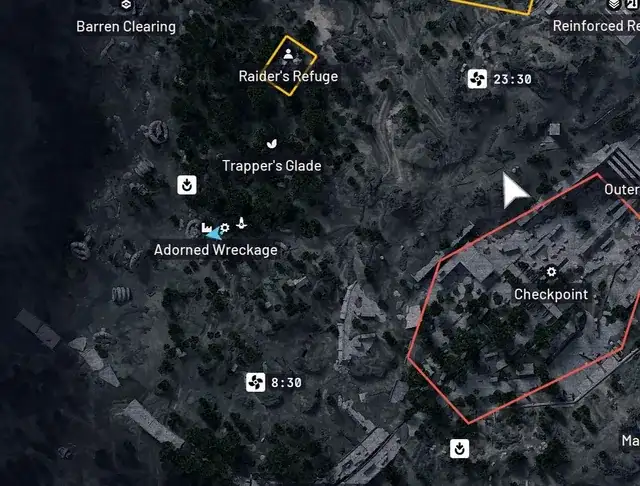 Barren Clearing
Reinforced Re
Raider's Refuge
23:30
Trapper's Glade
Outer
Adorned Wreckage
Checkpoint
8:30
Ma